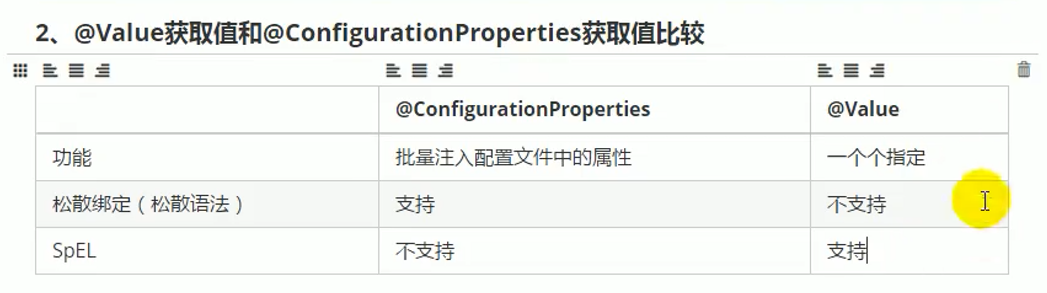 2、@Value获取值和@ConfigurationProperties获取值比较
@ConfigurationProperties @Value
功能 批量注入配置文件中的属性 一个个指定
松散绑定（松散语法） 支持 不支持
SpEL 不支持 支持